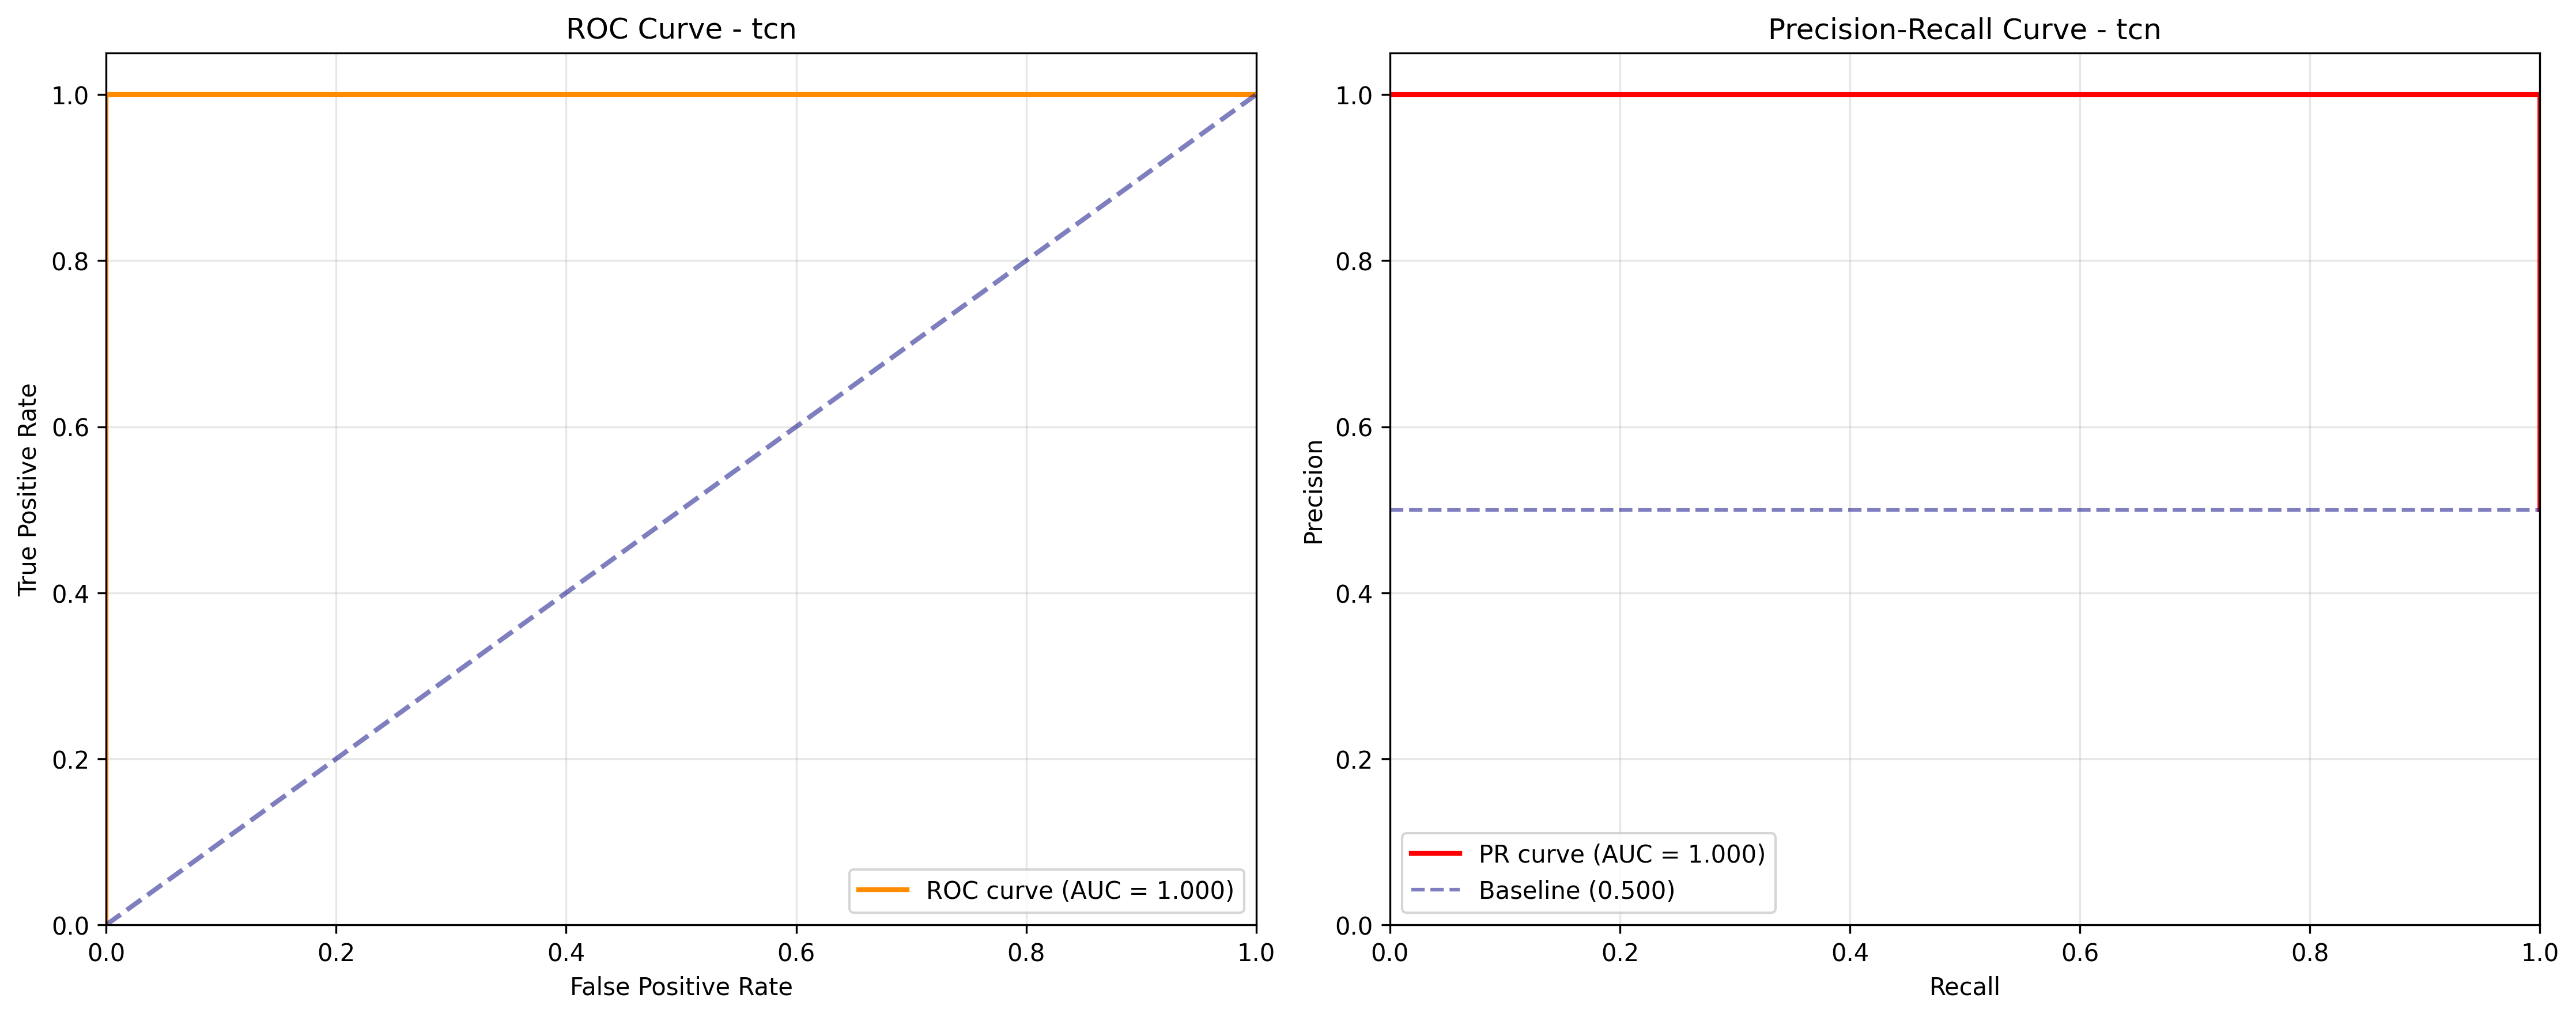 ROC Curve - tcn
True Positive Rate
1.0
0.8
0.6
0.4
0.2
0.0
0.0 0.2 0.4 0.6 0.8 1.0
False Positive Rate
ROC curve (AUC = 1.000)
Precision-Recall Curve - tcn
Precision
1.0
0.8
0.6
0.4
0.2
0.0
0.0 0.2 0.4 0.6 0.8 1.0
Recall
PR curve (AUC = 1.000)
Baseline (0.500)